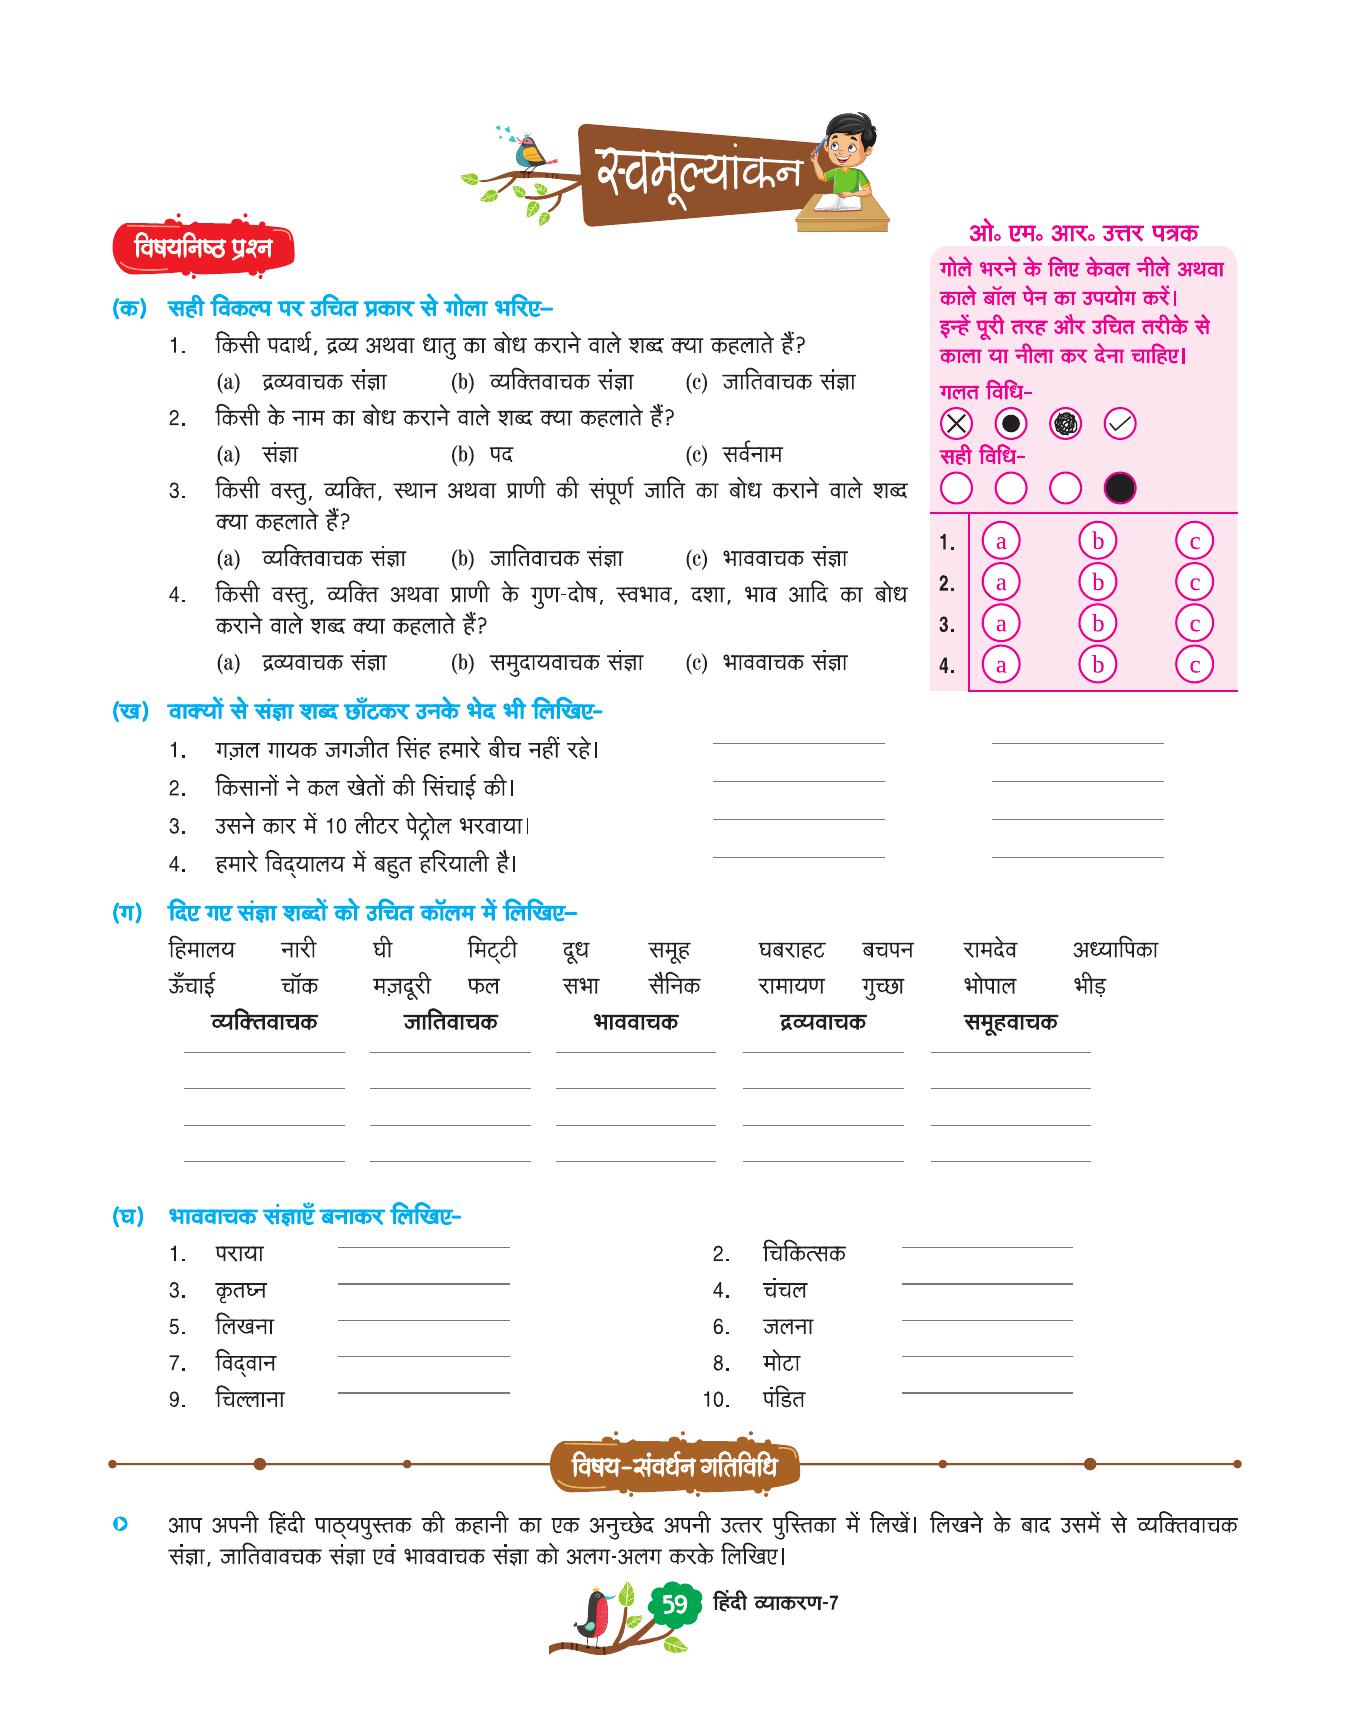 स्वमूल्यांकन
विषयनिष्ठ प्रश्न
(क) सही विकल्प पर उचित प्रकार से गोला भरिए–
1. किसी पदार्थ, द्रव्य अथवा धातु का बोध कराने वाले शब्द क्या कहलाते हैं?
(a) द्रव्यवाचक संज्ञा (b) व्यक्तिवाचक संज्ञा (c) जातिवाचक संज्ञा
2. किसी के नाम का बोध कराने वाले शब्द क्या कहलाते हैं?
(a) संज्ञा (b) पद (c) सर्वनाम
3. किसी वस्तु, व्यक्ति, स्थान अथवा प्राणी की संपूर्ण जाति का बोध कराने वाले शब्द
क्या कहलाते हैं?
(a) व्यक्तिवाचक संज्ञा (b) जातिवाचक संज्ञा (c) भाववाचक संज्ञा
4. किसी वस्तु, व्यक्ति अथवा प्राणी के गुण-दोष, स्वभाव, दशा, भाव आदि का बोध
कराने वाले शब्द क्या कहलाते हैं?
(a) द्रव्यवाचक संज्ञा (b) समुदायवाचक संज्ञा (c) भाववाचक संज्ञा
ओ॰ एम॰ आर॰ उत्तर पत्रक
गोले भरने के लिए केवल नीले अथवा
काले बॉल पेन का उपयोग करें।
इन्हें पूरी तरह और उचित तरीके से
काला या नीला कर देना चाहिए।
गलत विधि–
सही विधि–
1. a b c
2. a b c
3. a b c
4. a b c
(ख) वाक्यों से संज्ञा शब्द छाँटकर उनके भेद भी लिखिए–
1. गज़ल गायक जगजीत सिंह हमारे बीच नहीं रहे।
2. किसानों ने कल खेतों की सिंचाई की।
3. उसने कार में 10 लीटर पेट्रोल भरवाया।
4. हमारे विद्‌यालय में बहुत हरियाली है।
(ग) दिए गए संज्ञा शब्दों को उचित कॉलम में लिखिए–
हिमालय नारी घी मिट्‌टी दूध समूह घबराहट बचपन रामदेव अध्यापिका
ऊँचाई चॉक मज़दूरी फल सभा सैनिक रामायण गुच्छा भोपाल भीड़
व्यक्तिवाचक जातिवाचक भाववाचक द्रव्यवाचक समूहवाचक
(घ) भाववाचक संज्ञाएँ बनाकर लिखिए–
1. पराया 2. चिकित्सक
3. कृतघ्न 4. चंचल
5. लिखना 6. जलना
7. विद्‌वान 8. मोटा
9. चिल्लाना 10. पंडित
विषय–संवर्धन गतिविधि
आप अपनी हिंदी पाठ्‌यपुस्तक की कहानी का एक अनुच्छेद अपनी उत्तर पुस्तिका में लिखें। लिखने के बाद उसमें से व्यक्तिवाचक
संज्ञा, जातिवावचक संज्ञा एवं भाववाचक संज्ञा को अलग-अलग करके लिखिए।
59 हिंदी व्याकरण-7